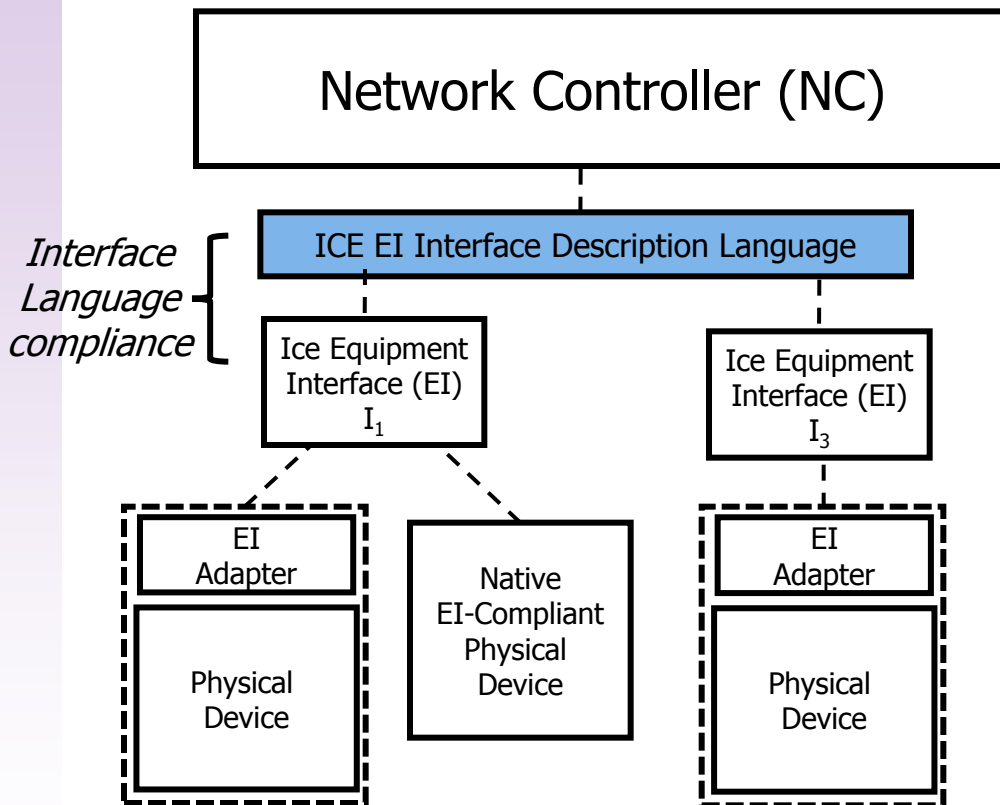 Network Controller (NC)
ICE EI Interface Description Language
Interface
Language
compliance
Ice Equipment
Interface (EI)
I₁
Ice Equipment
Interface (EI)
I₃
EI
Adapter
Physical
Device
Native
EI-Compliant
Physical
Device
EI
Adapter
Physical
Device